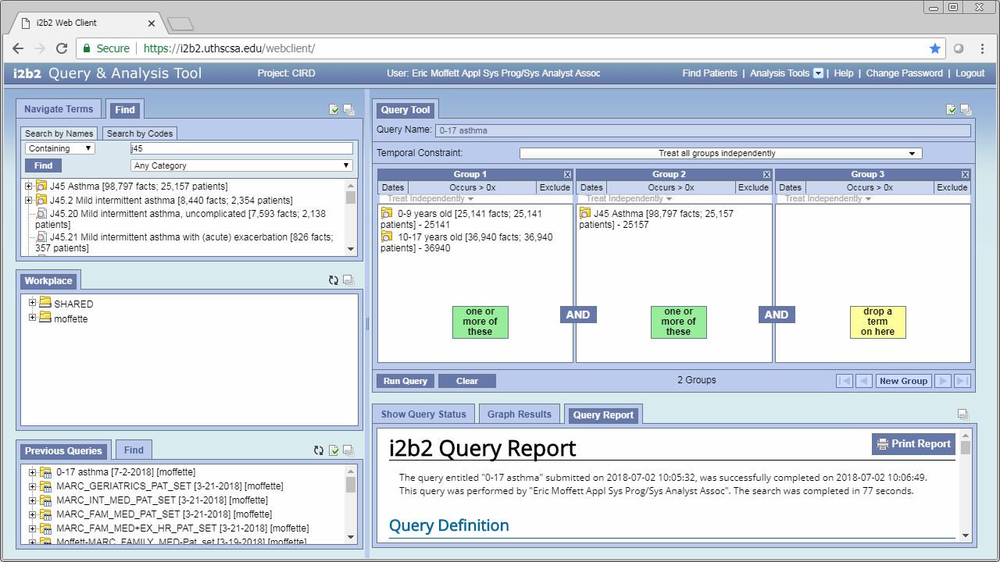 i2b2 Web Client
Secure https://i2b2.uthscsa.edu/webclient/
i2b2 Query & Analysis Tool
Project: CIRD
User: Eric Moffett Appl Sys Prog/Sys Analyst Assoc
Find Patients | Analysis Tools | Help | Change Password | Logout
Navigate Terms
Find
Search by Names
Search by Codes
Containing
j45
Find
Any Category
J45 Asthma [98,797 facts; 25,157 patients]
J45.2 Mild intermittent asthma [8,440 facts; 2,354 patients]
J45.20 Mild intermittent asthma, uncomplicated [7,593 facts; 2,138
patients]
J45.21 Mild intermittent asthma with (acute) exacerbation [826 facts;
357 patients]
Workplace
SHARED
moffette
Previous Queries
Find
0-17 asthma [7-2-2018] [moffette]
MARC_GERIATRICS_PAT_SET [3-21-2018] [moffette]
MARC_INT_MED_PAT_SET [3-21-2018] [moffette]
MARC_FAM_MED_PAT_SET [3-21-2018] [moffette]
MARC_FAM_MED+EX_HR_PAT_SET [3-21-2018] [moffette]
Moffett-MARC_FAMILY_MED-Pat_set [3-19-2018] [moffette]
Query Tool
Query Name: 0-17 asthma
Temporal Constraint: Treat all groups independently
Group 1
Dates Occurs > 0x Exclude
Treat Independently
0-9 years old [25,141 facts; 25,141
patients] - 25141
10-17 years old [36,940 facts; 36,940
patients] - 36940
one or
more of
these
AND
Group 2
Dates Occurs > 0x Exclude
Treat Independently
J45 Asthma [98,797 facts; 25,157
patients] - 25157
one or
more of
these
AND
Group 3
Dates Occurs > 0x Exclude
Treat Independently
drop a
term
on here
Run Query
Clear
2 Groups
New Group
Show Query Status
Graph Results
Query Report
i2b2 Query Report
Print Report
The query entitled "0-17 asthma" submitted on 2018-07-02 10:05:32, was successfully completed on 2018-07-02 10:06:49.
This query was performed by "Eric Moffett Appl Sys Prog/Sys Analyst Assoc". The search was completed in 77 seconds.
Query Definition